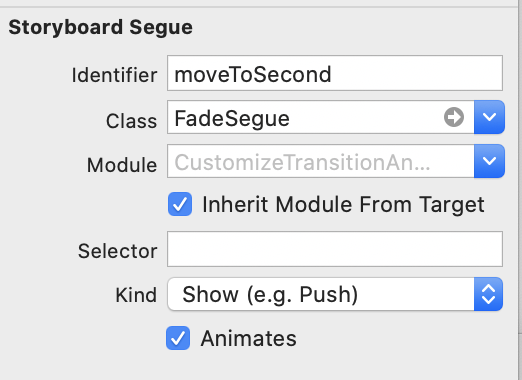 Storyboard Segue
Identifier moveToSecond
Class FadeSegue
Module CustomizeTransitionAn...
Inherit Module From Target
Selector
Kind Show (e.g. Push)
Animates